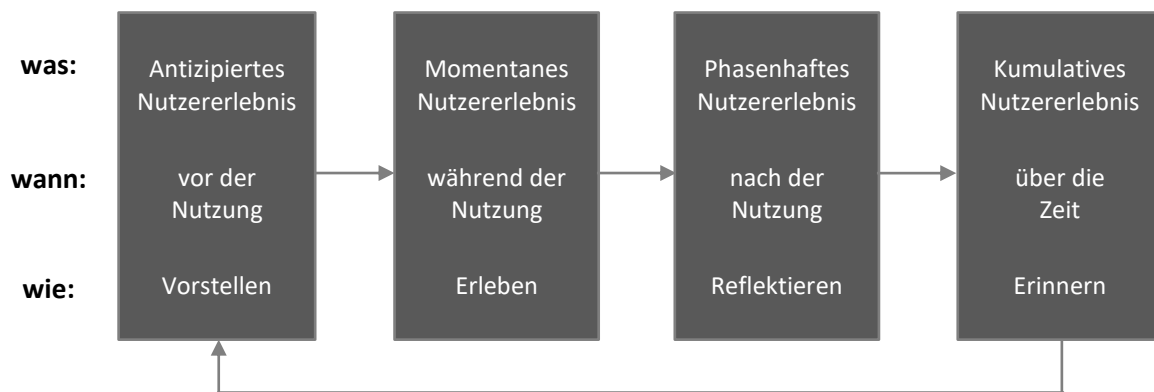 was:
Antizipiertes
Nutzererlebnis
Momentanes
Nutzererlebnis
Phasenhaftes
Nutzererlebnis
Kumulatives
Nutzererlebnis
wann:
vor der
Nutzung
während der
Nutzung
nach der
Nutzung
über die
Zeit
wie:
Vorstellen
Erleben
Reflektieren
Erinnern